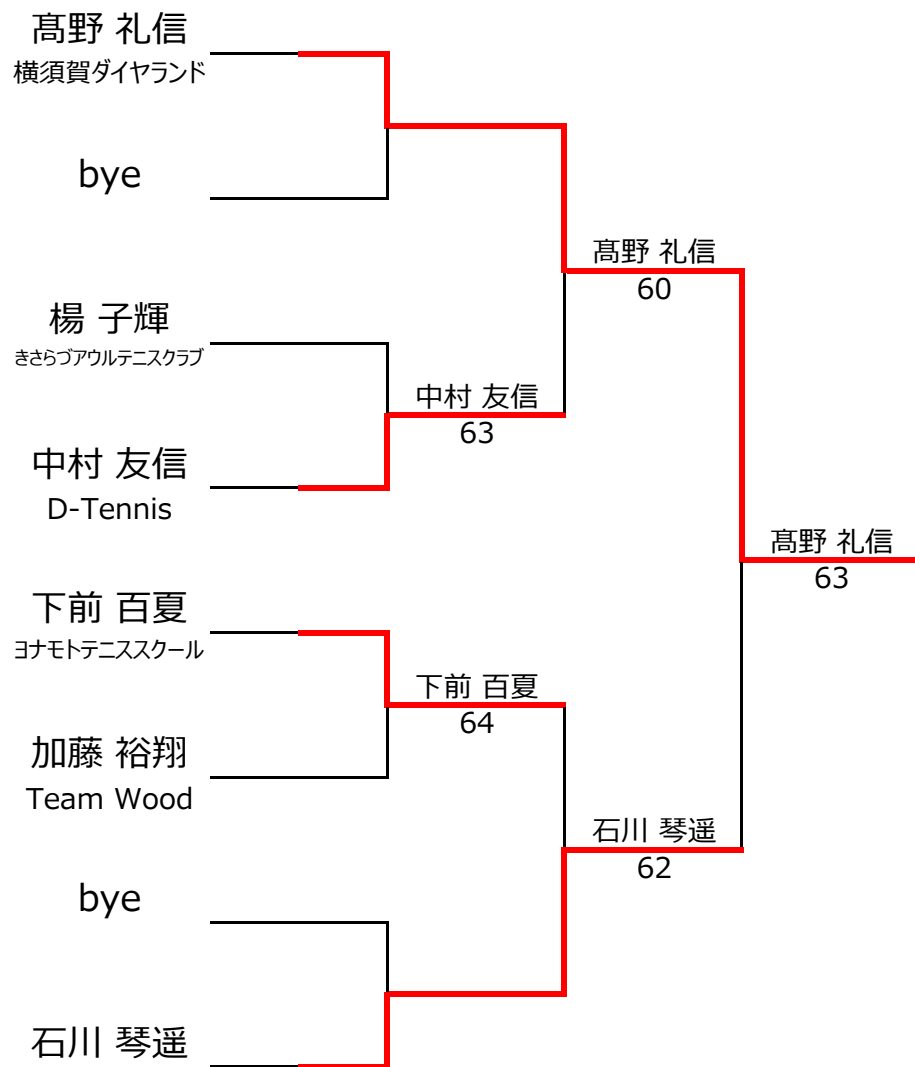 髙野 礼信
横須賀ダイヤランド
bye
髙野 礼信
60
楊 子輝
きさらづアウルテニスクラブ
中村 友信
63
中村 友信
D-Tennis
髙野 礼信
63
下前 百夏
ヨナモトテニススクール
下前 百夏
64
加藤 裕翔
Team Wood
石川 琴遥
62
bye
石川 琴遥